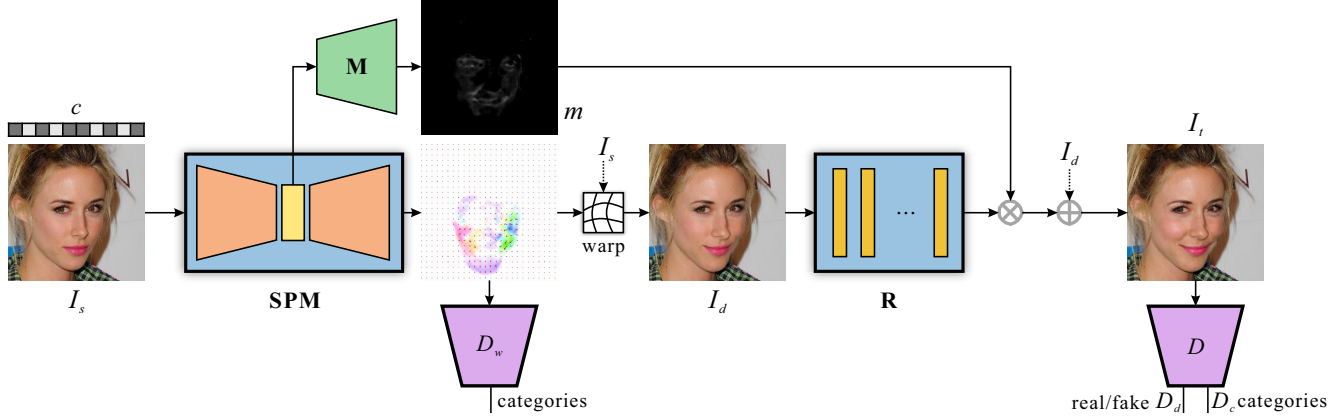 M
c
m
I_s
I_t
I_d
warp
...
I_s
SPM
I_d
R
D_w
D
categories
real/fake D_d D_c categories